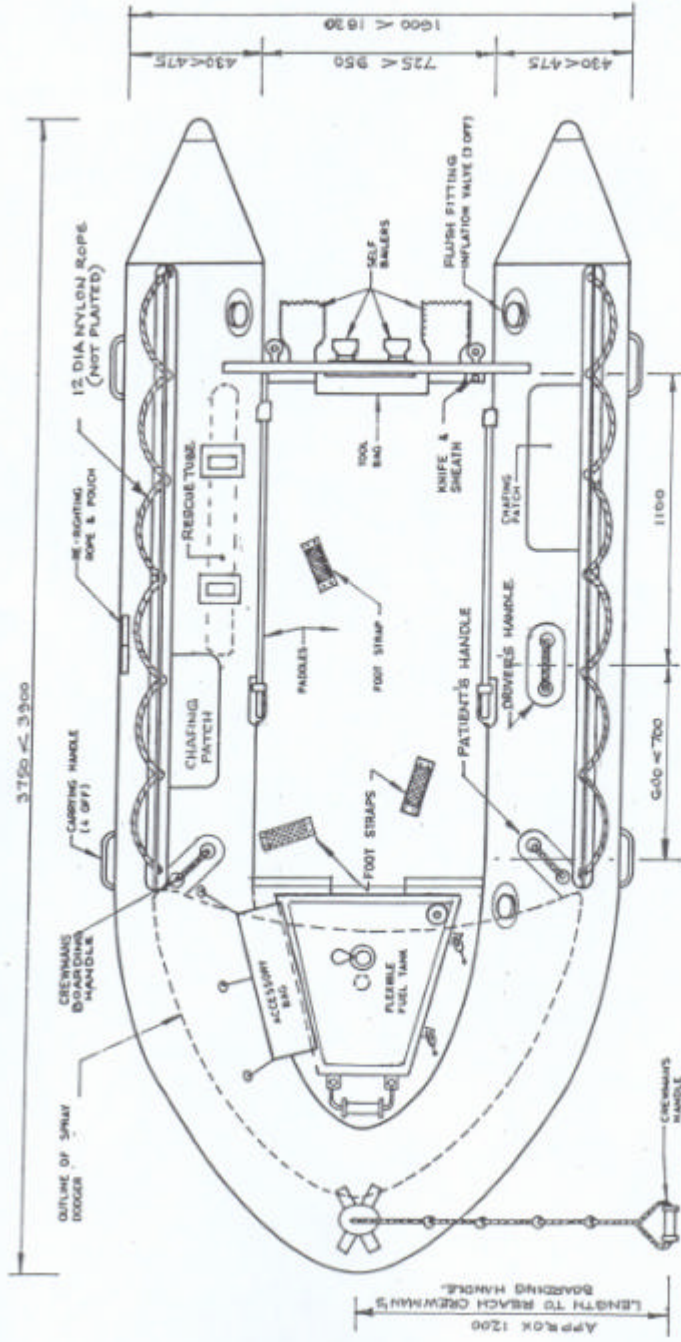 3750 < 3900
1600 < 1830
430 < 475
725 < 950
430 < 475
CARRYING HANDLE
(4 OFF)
RE-RIGHTING
ROPE & POUCH
12 DIA NYLON ROPE
(NOT PLAITED)
OUTLINE OF SPRAY
DODGER
CREWMANS
BOARDING
HANDLE
CHAFING
PATCH
RESCUE TUBE
ACCESSORY
BAG
FLEXIBLE
FUEL TANK
FOOT STRAPS
PADDLES
FOOT STRAP
TOOL
BAG
SELF
BAILERS
KNIFE &
SHEATH
FLUSH FITTING
INFLATION VALVE (3 OFF)
PATIENT'S HANDLE
DRIVER'S HANDLE
CHAFING
PATCH
600 < 700
1100
CREWMAN'S
HANDLE
APPROX 1200
LENGTH TO REACH CREWMAN'S
BOARDING HANDLE.